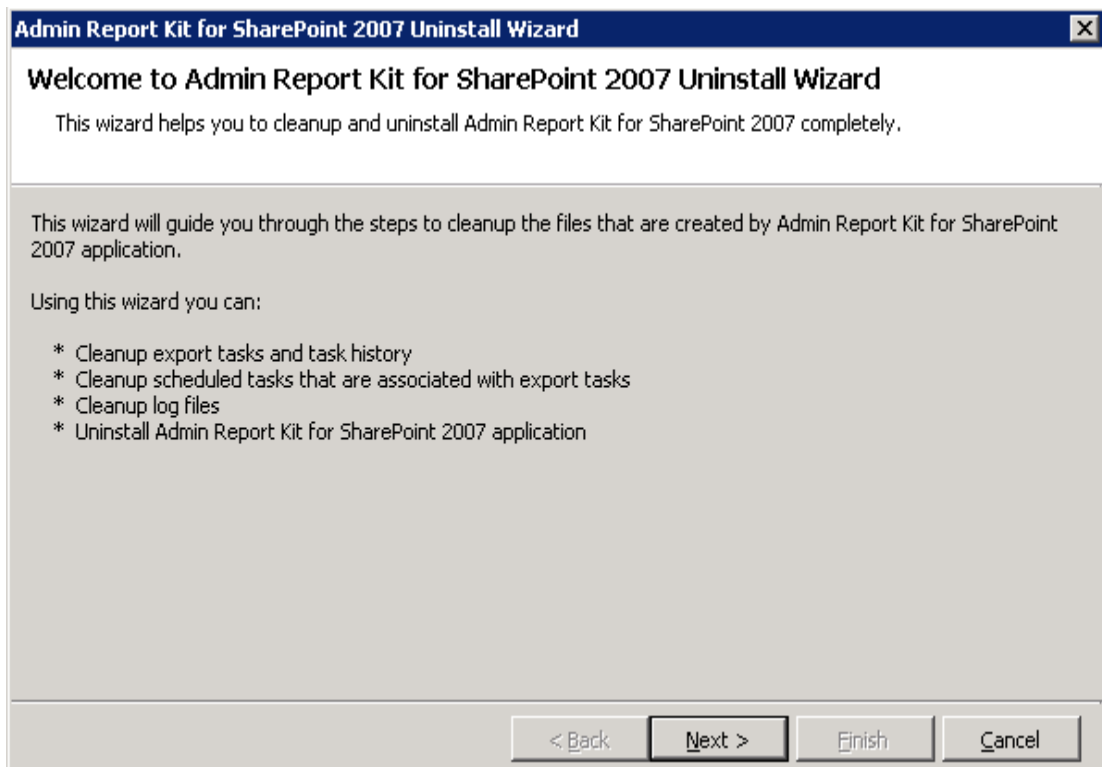 Admin Report Kit for SharePoint 2007 Uninstall Wizard
Welcome to Admin Report Kit for SharePoint 2007 Uninstall Wizard
This wizard helps you to cleanup and uninstall Admin Report Kit for SharePoint 2007 completely.
This wizard will guide you through the steps to cleanup the files that are created by Admin Report Kit for SharePoint
2007 application.
Using this wizard you can:
* Cleanup export tasks and task history
* Cleanup scheduled tasks that are associated with export tasks
* Cleanup log files
* Uninstall Admin Report Kit for SharePoint 2007 application
< Back Next > Finish Cancel